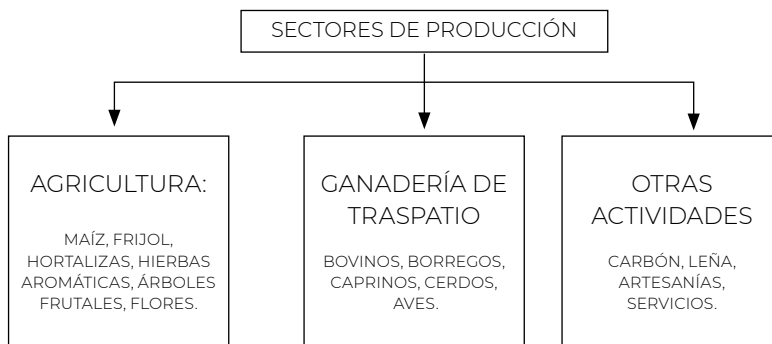 SECTORES DE PRODUCCIÓN
AGRICULTURA:
MAÍZ, FRIJOL,
HORTALIZAS, HIERBAS
AROMÁTICAS, ÁRBOLES
FRUTALES, FLORES.
GANADERÍA DE
TRASPATIO
BOVINOS, BORREGOS,
CAPRINOS, CERDOS,
AVES.
OTRAS
ACTIVIDADES
CARBÓN, LEÑA,
ARTESANÍAS,
SERVICIOS.